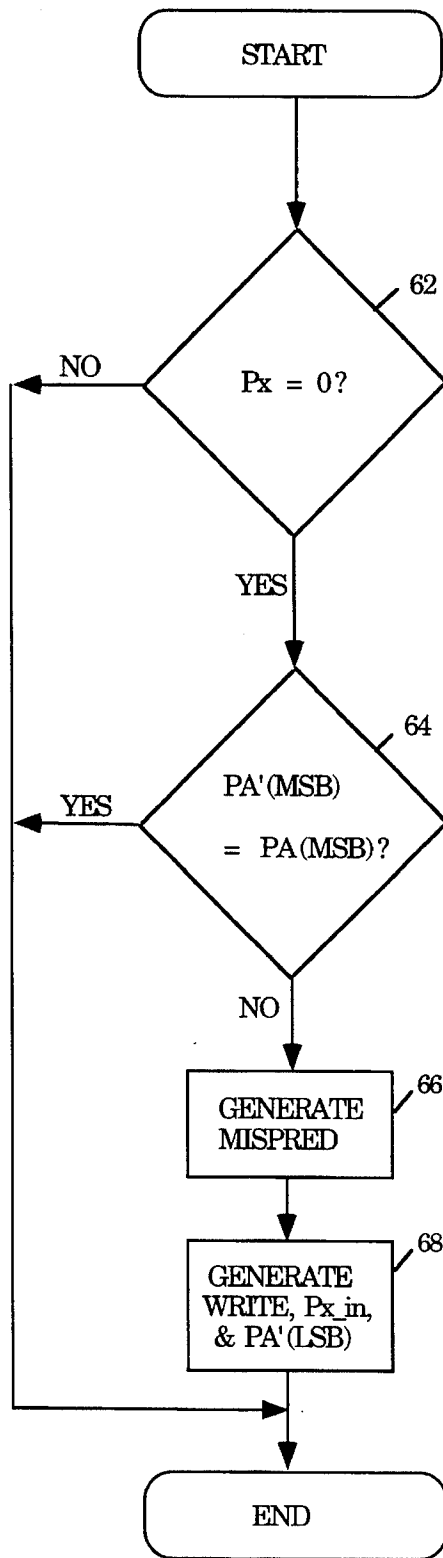 START
62
NO
Px = 0?
YES
64
PA'(MSB)
YES
= PA(MSB)?
NO
66
GENERATE
MISPRED
68
GENERATE
WRITE, Px_in,
& PA'(LSB)
END